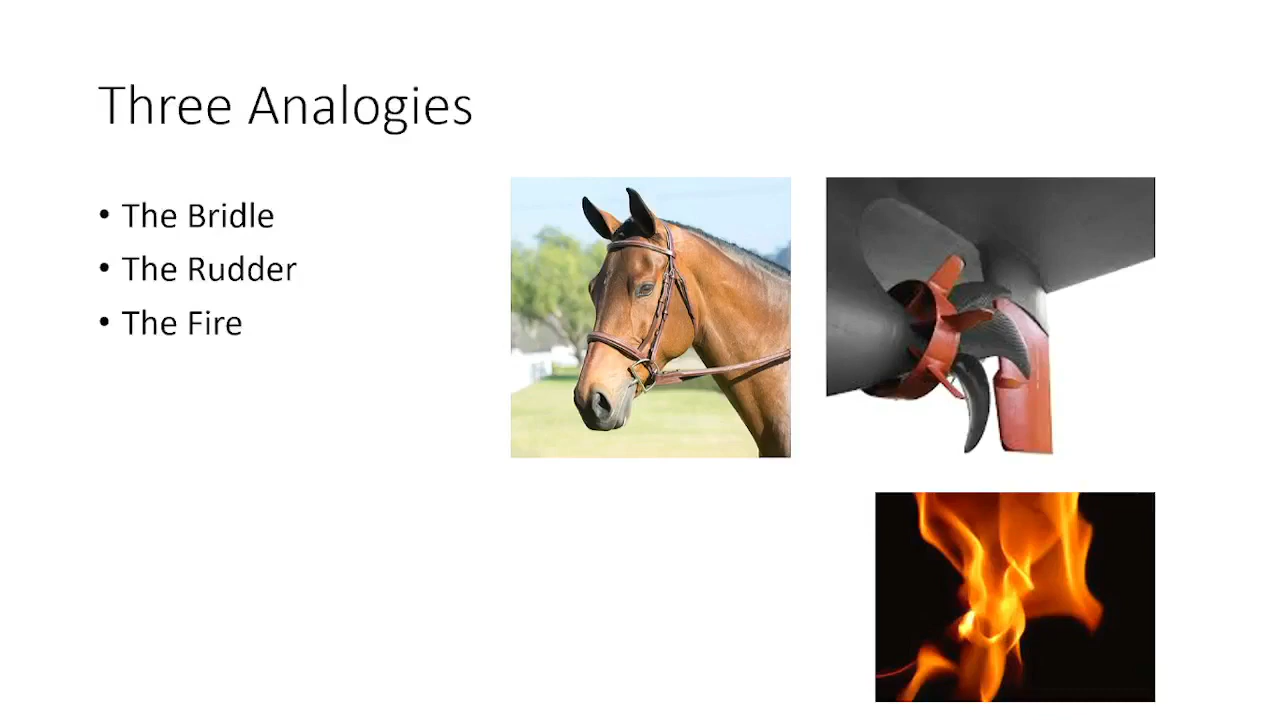 Three Analogies
• The Bridle
• The Rudder
• The Fire